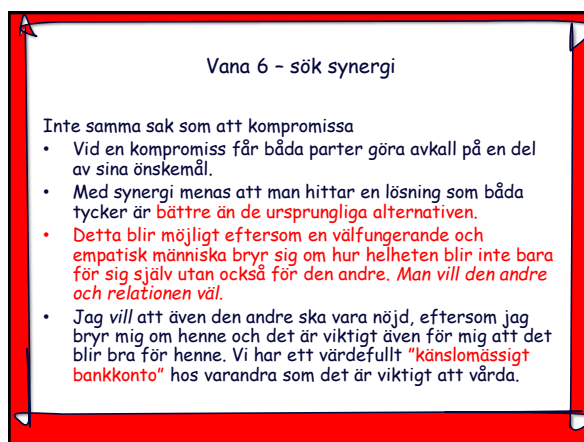 Vana 6 – sök synergi
Inte samma sak som att kompromissa
• Vid en kompromiss får båda parter göra avkall på en del
av sina önskemål.
• Med synergi menas att man hittar en lösning som båda
tycker är bättre än de ursprungliga alternativen.
• Detta blir möjligt eftersom en välfungerande och
empatisk människa bryr sig om hur helheten blir inte bara
för sig själv utan också för den andre. Man vill den andre
och relationen väl.
• Jag vill att även den andre ska vara nöjd, eftersom jag
bryr mig om henne och det är viktigt även för mig att det
blir bra för henne. Vi har ett värdefullt ”känslomässigt
bankkonto” hos varandra som det är viktigt att vårda.